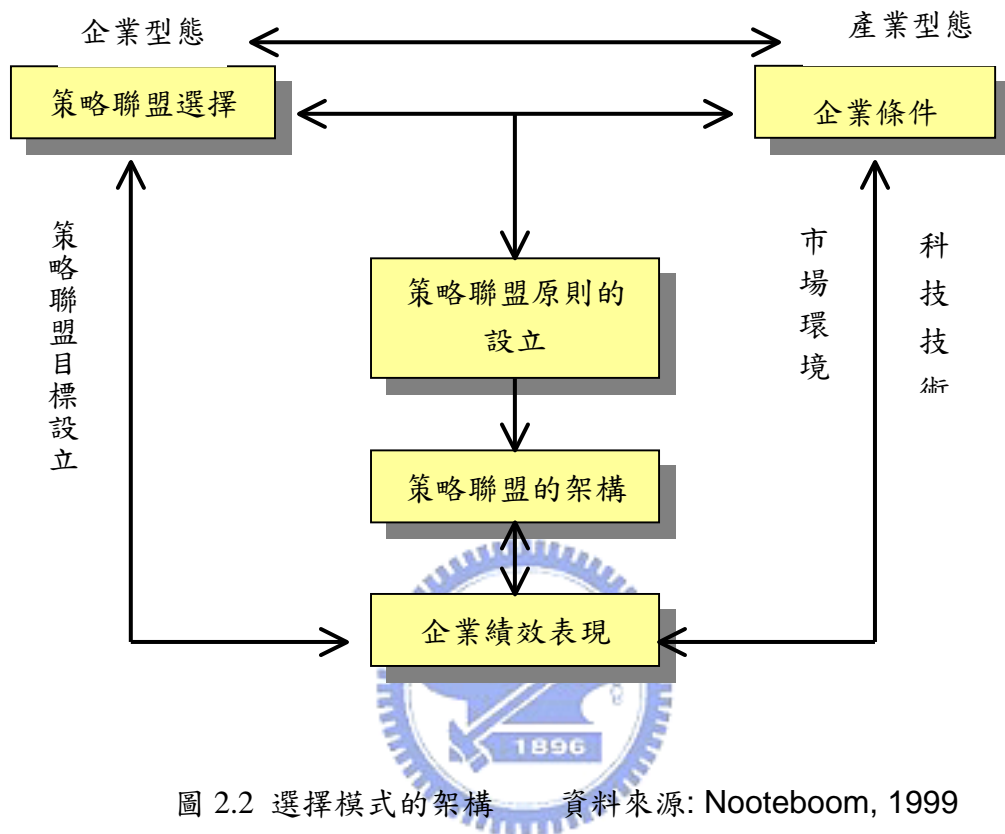 企業型態
產業型態
策略聯盟選擇
企業條件
策略聯盟目標設立
市場環境
科技技術
策略聯盟原則的
設立
策略聯盟的架構
企業績效表現
1896
圖 2.2 選擇模式的架構 資料來源: Nooteboom, 1999